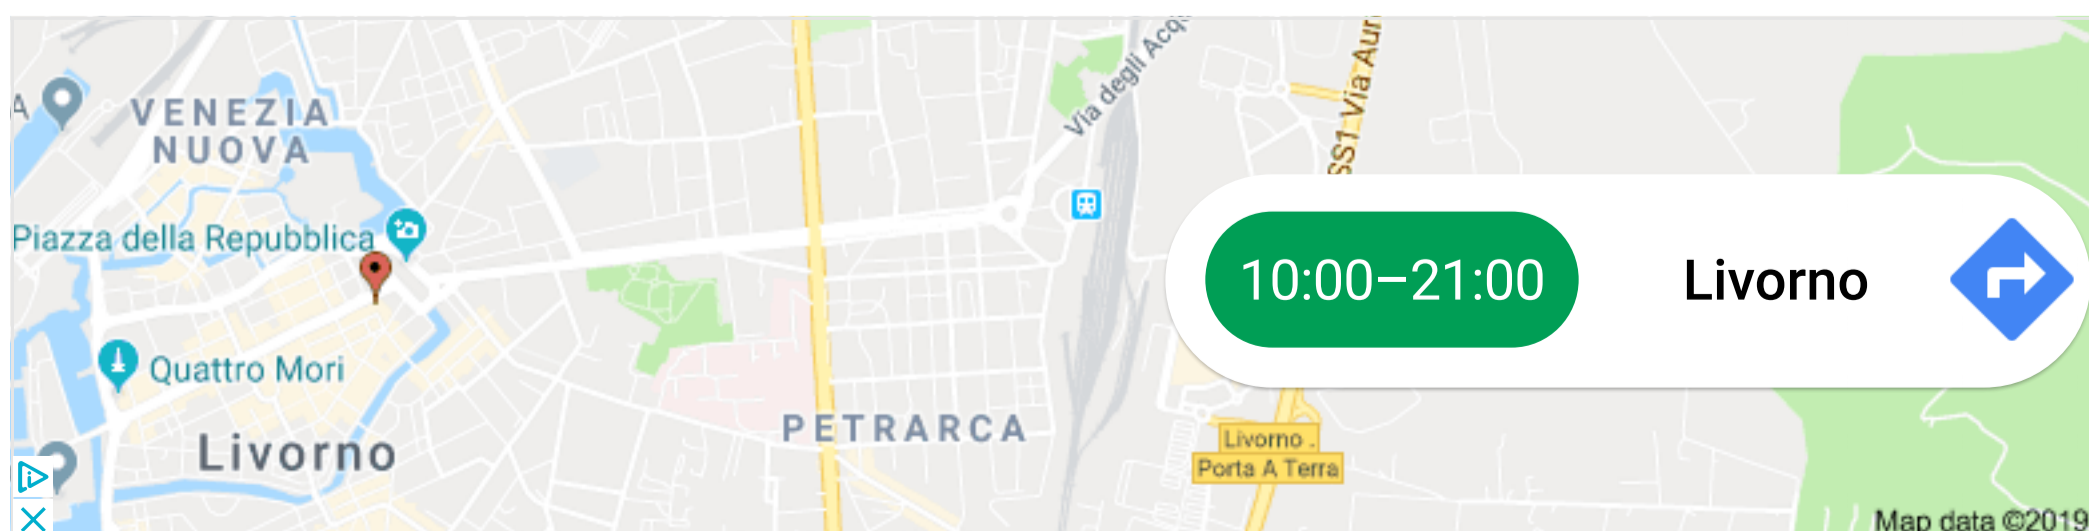 A
VENEZIA
NUOVA
Piazza della Repubblica
Quattro Mori
Livorno
PETRARCA
Via degli Acqu
SS1 Via Aur
10:00–21:00
Livorno
Livorno .
Porta A Terra
Map data ©2019